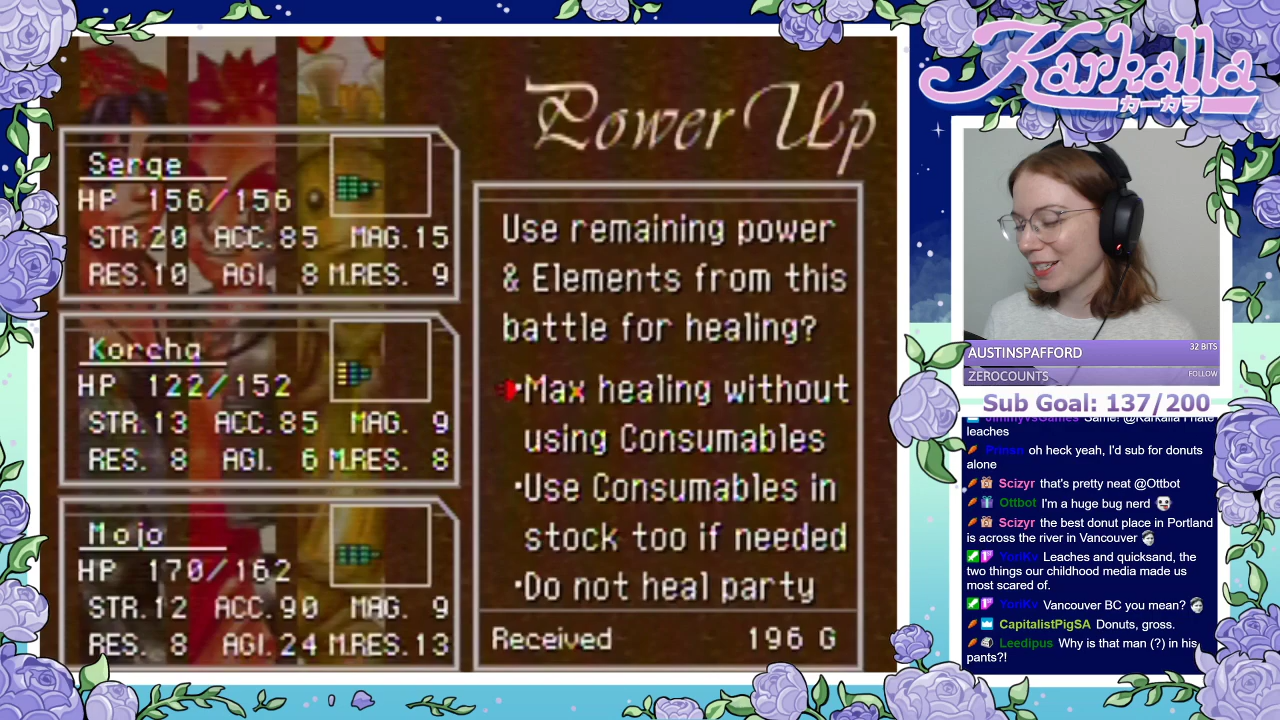 Power Up
Serge
HP 156/156
STR.20 ACC.85 MAG.15
RES.10 AGI. 8 M.RES. 9
Korcha
HP 122/152
STR.13 ACC.85 MAG. 9
RES. 8 AGI. 6 M.RES. 8
Mojo
HP 170/162
STR.12 ACC.90 MAG. 9
RES. 8 AGI.24 M.RES.13
Use remaining power
& Elements from this
battle for healing?
•Max healing without
using Consumables
•Use Consumables in
stock too if needed
•Do not heal party
Received 196 G
Karkalla
カーカラ
AUSTINSPAFFORD 32 BITS
ZEROCOUNTS FOLLOW
Sub Goal: 137/200
JimmyvsGames Same! @Karkalla I hate
leaches
oh heck yeah, I'd sub for donuts
alone
Scizyr that's pretty neat @Ottbot
Ottbot I'm a huge bug nerd
Scizyr the best donut place in Portland
is across the river in Vancouver
YoriKv Leaches and quicksand, the
two things our childhood media made us
most scared of.
YoriKv Vancouver BC you mean?
CapitalistPigSA Donuts, gross.
Leedipus Why is that man (?) in his
pants?!